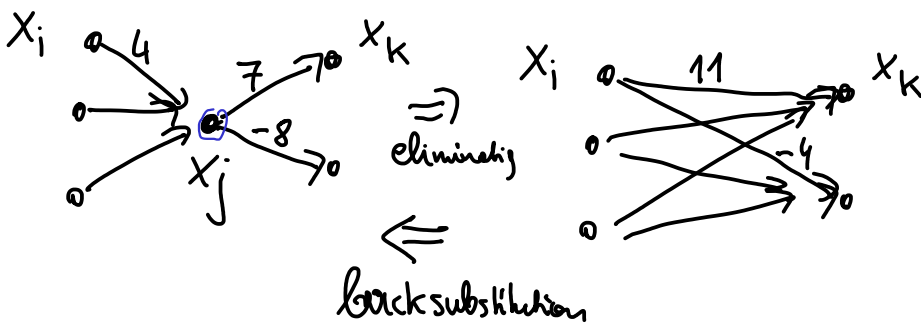 X_i 4 7 X_k
-8
X_j
⇒
eliminatig
X_i 11 X_k
-4
⇐
backsubstitution